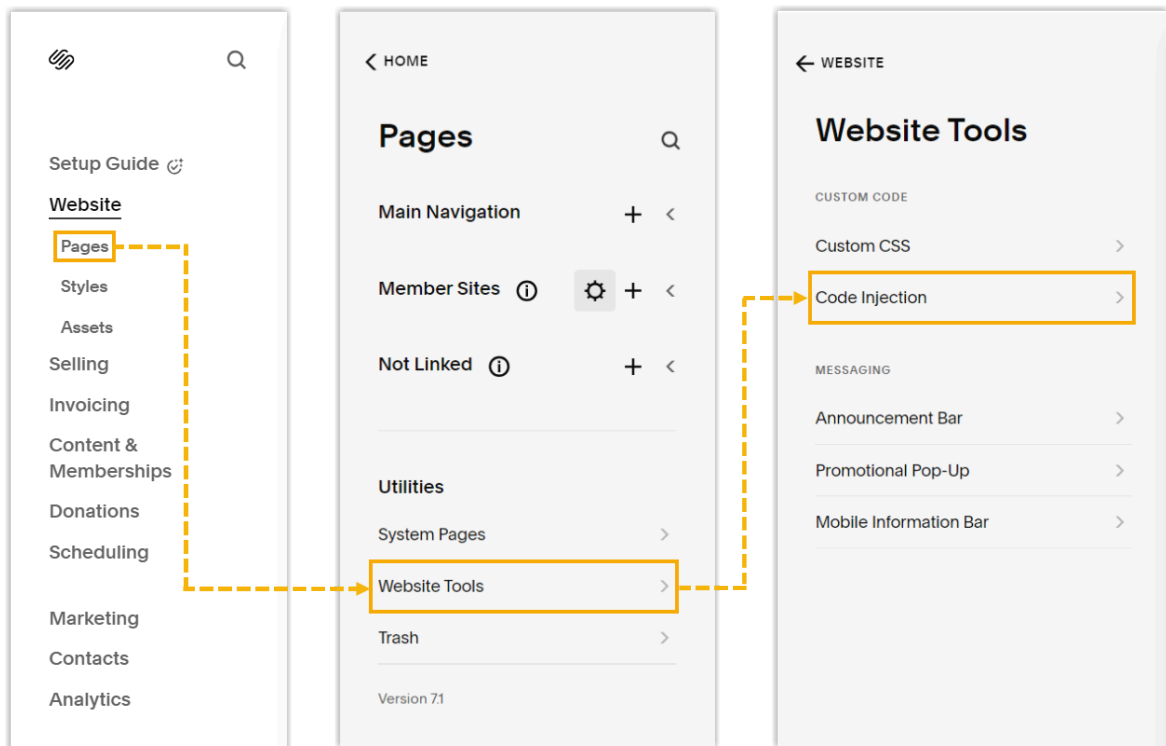 Setup Guide
Website
Pages
Styles
Assets
Selling
Invoicing
Content &
Memberships
Donations
Scheduling
Marketing
Contacts
Analytics
HOME
Pages
Main Navigation
Member Sites
Not Linked
Utilities
System Pages
Website Tools
Trash
Version 7.1
WEBSITE
Website Tools
CUSTOM CODE
Custom CSS
Code Injection
MESSAGING
Announcement Bar
Promotional Pop-Up
Mobile Information Bar